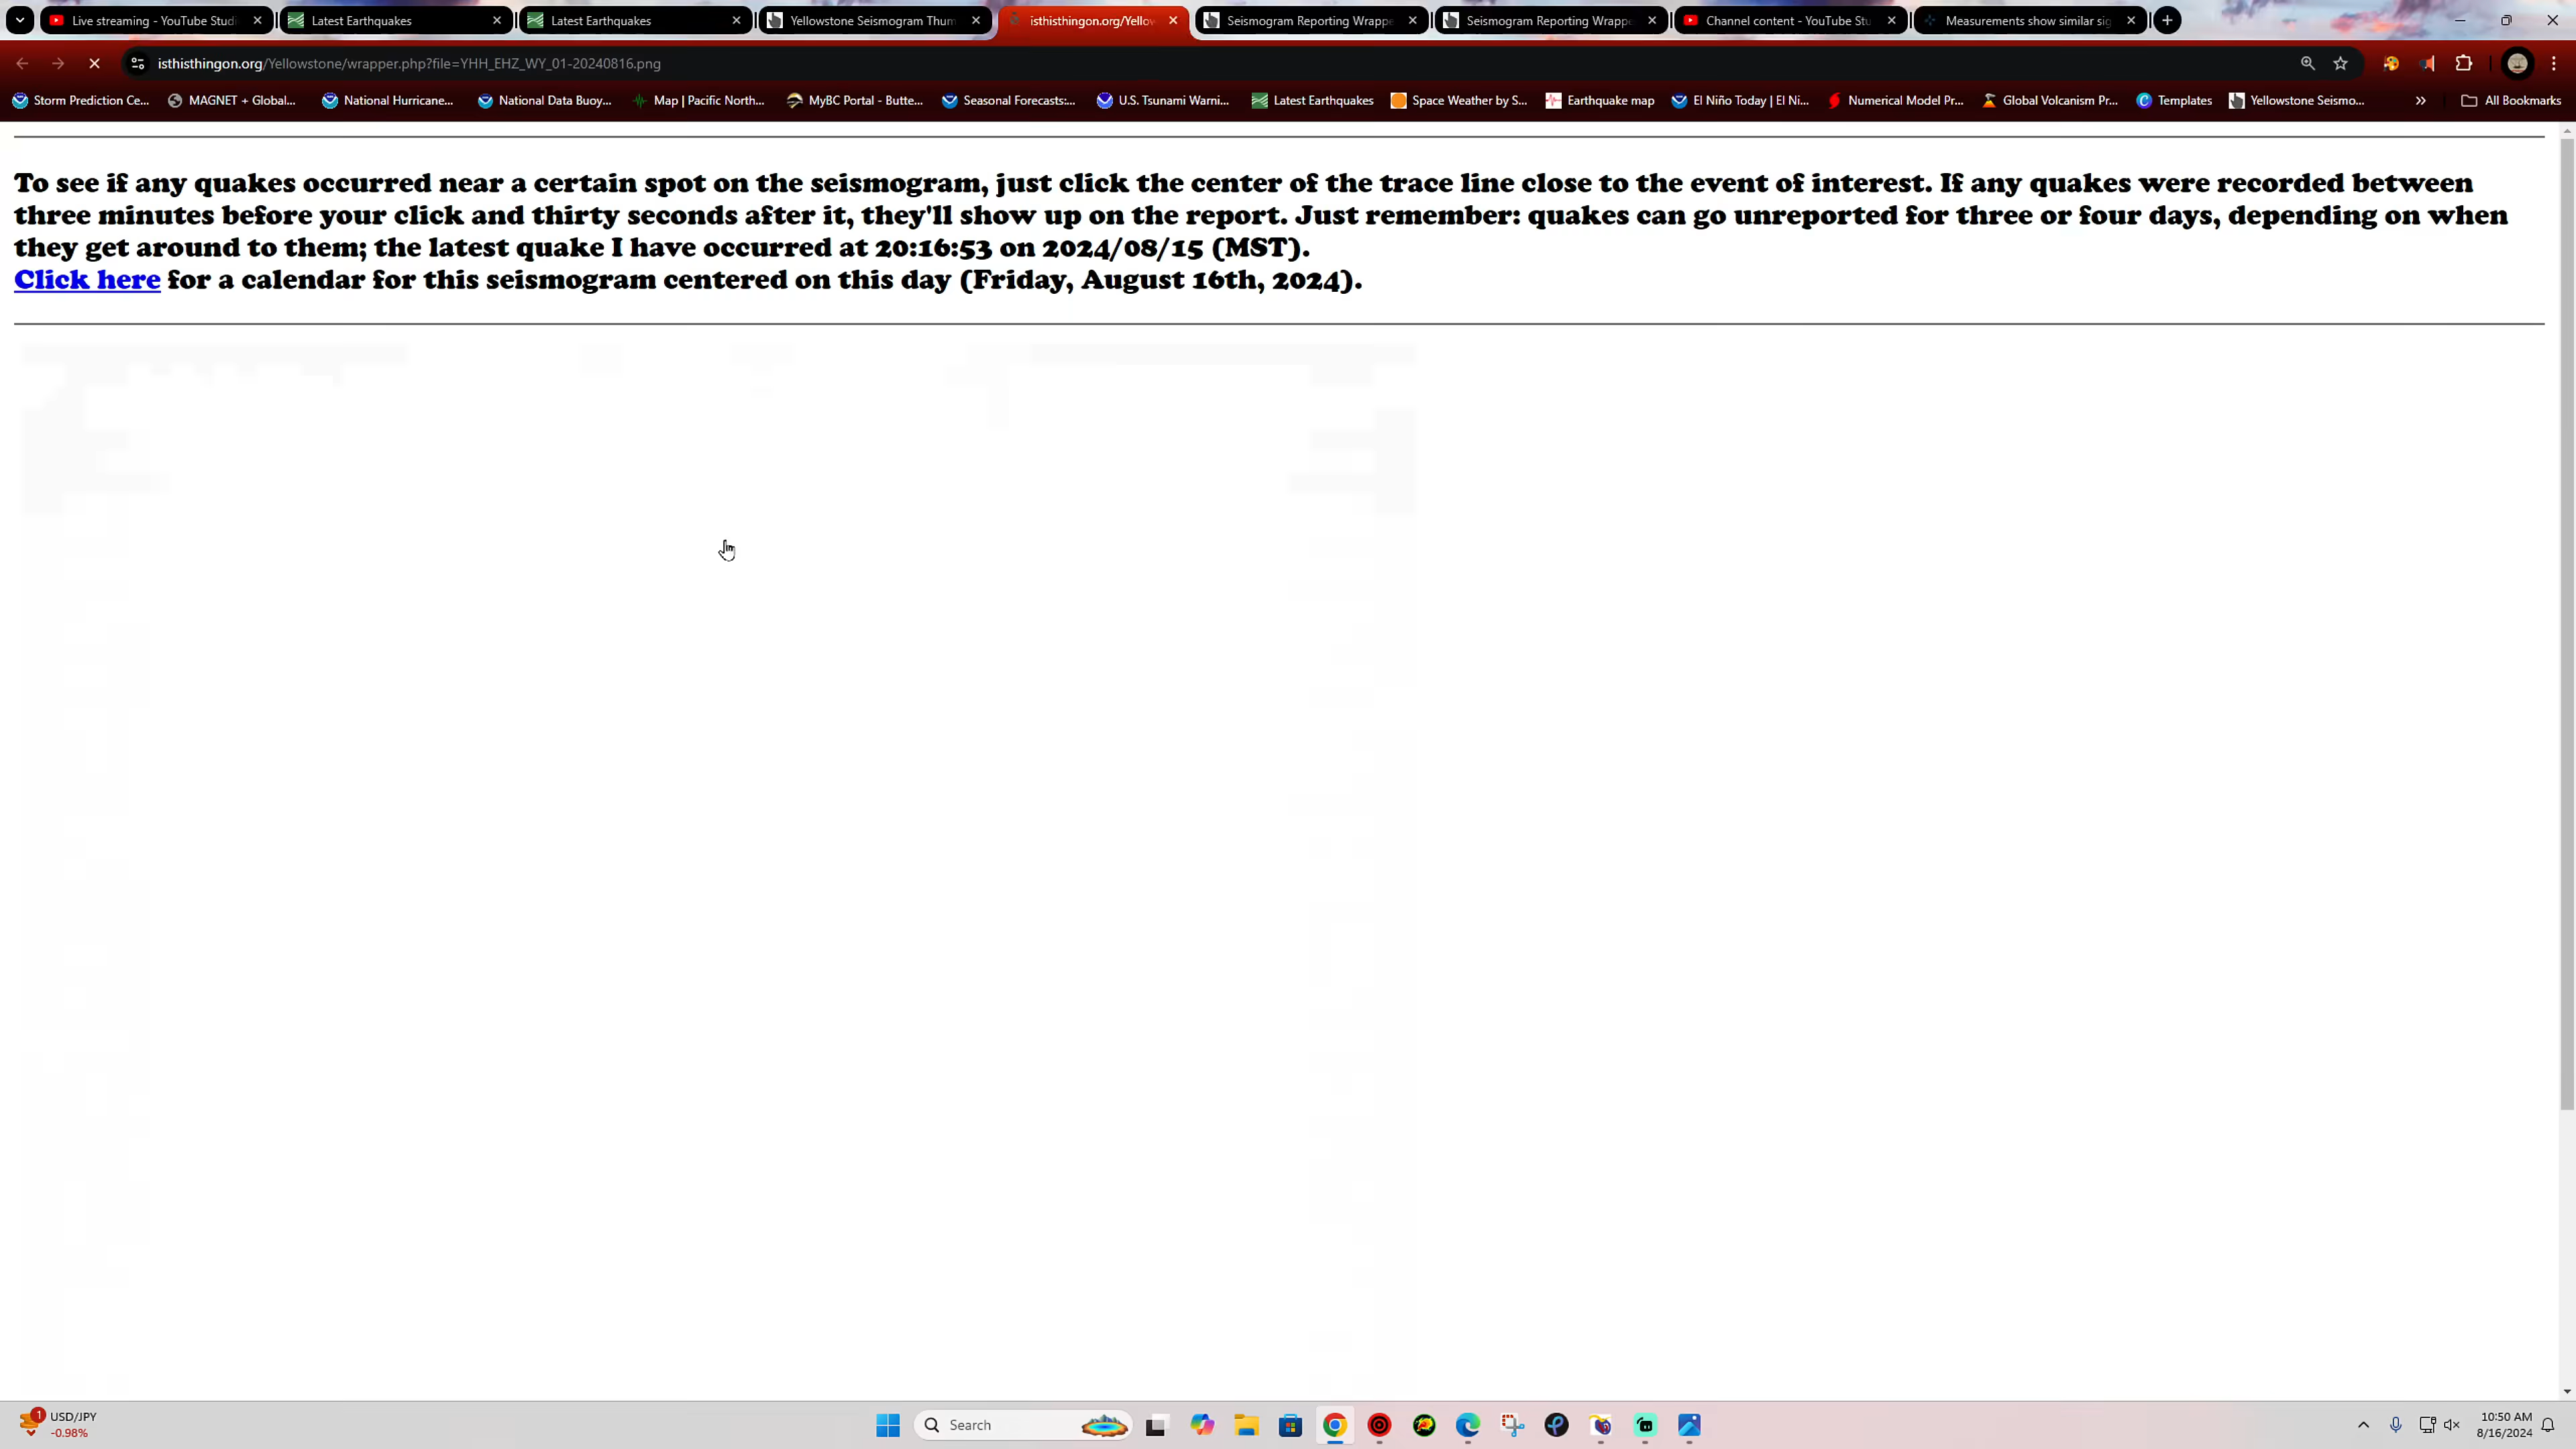 Live streaming - YouTube Studi
Latest Earthquakes
Latest Earthquakes
Yellowstone Seismogram Thum
isthisthingon.org/Yellow
Seismogram Reporting Wrappe
Seismogram Reporting Wrappe
Channel content - YouTube Stu
Measurements show similar sig
isthisthingon.org/Yellowstone/wrapper.php?file=YHH_EHZ_WY_01-20240816.png
Storm Prediction Ce...
MAGNET + Global...
National Hurricane...
National Data Buoy...
Map | Pacific North...
MyBC Portal - Butte...
Seasonal Forecasts:...
U.S. Tsunami Warni...
Latest Earthquakes
Space Weather by S...
Earthquake map
El Niño Today | El Ni...
Numerical Model Pr...
Global Volcanism Pr...
Templates
Yellowstone Seismo...
All Bookmarks
To see if any quakes occurred near a certain spot on the seismogram, just click the center of the trace line close to the event of interest. If any quakes were recorded between
three minutes before your click and thirty seconds after it, they'll show up on the report. Just remember: quakes can go unreported for three or four days, depending on when
they get around to them; the latest quake I have occurred at 20:16:53 on 2024/08/15 (MST).
Click here for a calendar for this seismogram centered on this day (Friday, August 16th, 2024).
1
USD/JPY
-0.98%
Search
10:50 AM
8/16/2024